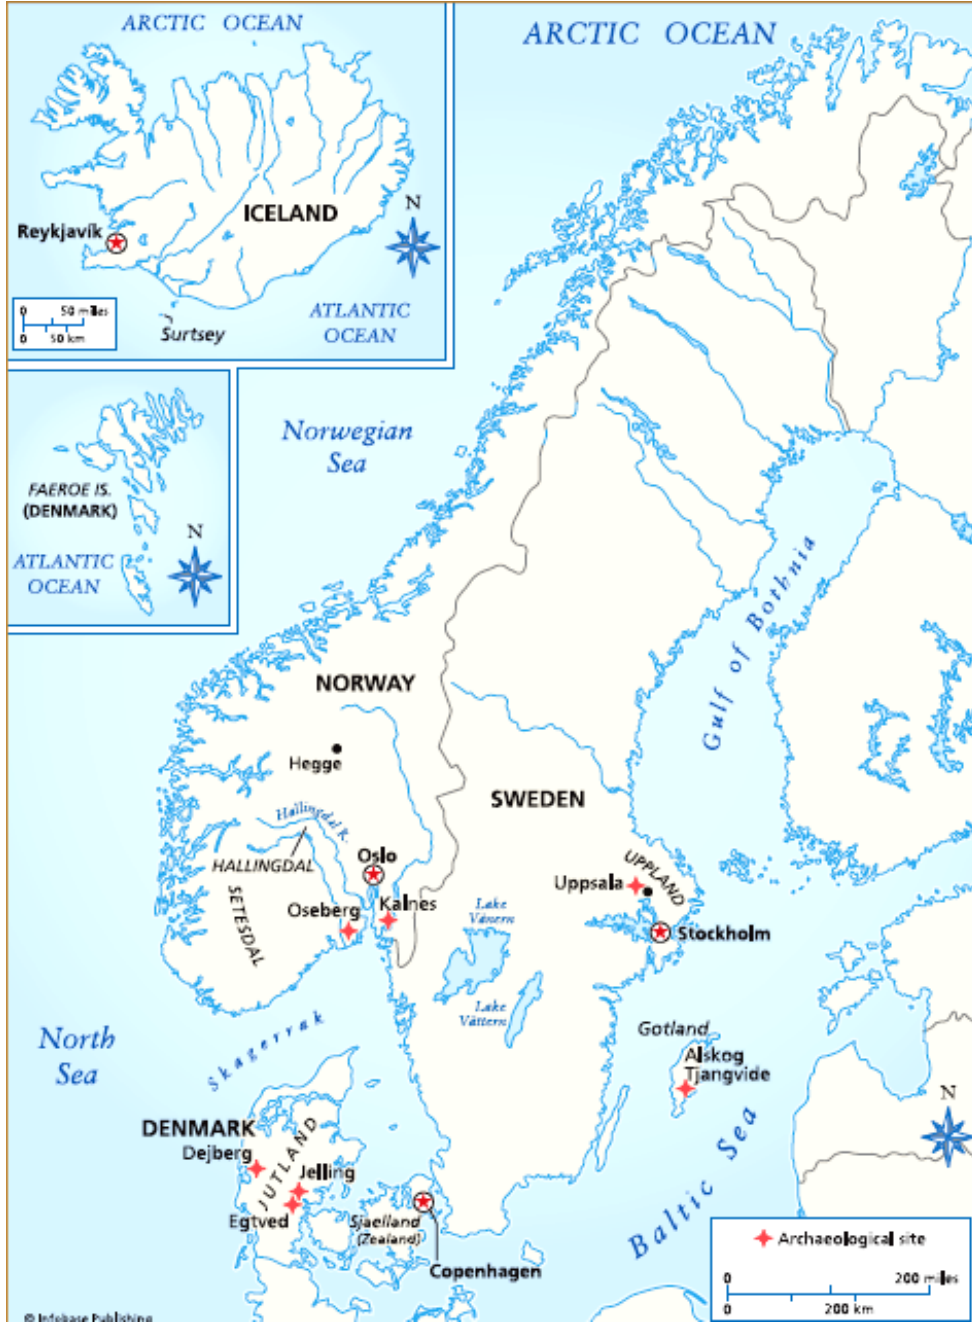 ARCTIC OCEAN
ICELAND
N
Reykjavík
0 50 miles
0 50 km
Surtsey
ATLANTIC
OCEAN
ARCTIC OCEAN
FAEROE IS.
(DENMARK)
N
ATLANTIC
OCEAN
Norwegian
Sea
Gulf of Bothnia
NORWAY
Hegge
SWEDEN
Hallingdal R.
HALLINGDAL
Oslo
SETESDAL
Oseberg
Kalnes
UPPLAND
Uppsala
Stockholm
Lake
Vänern
Lake
Vättern
North
Sea
Skagerrak
Gotland
Alskog
Tjangvide
N
DENMARK
Dejberg
JUTLAND
Jelling
Egtved
Sjaelland
(Zealand)
Copenhagen
Baltic Sea
Archaeological site
0 200 miles
0 200 km
© Infobase Publishing